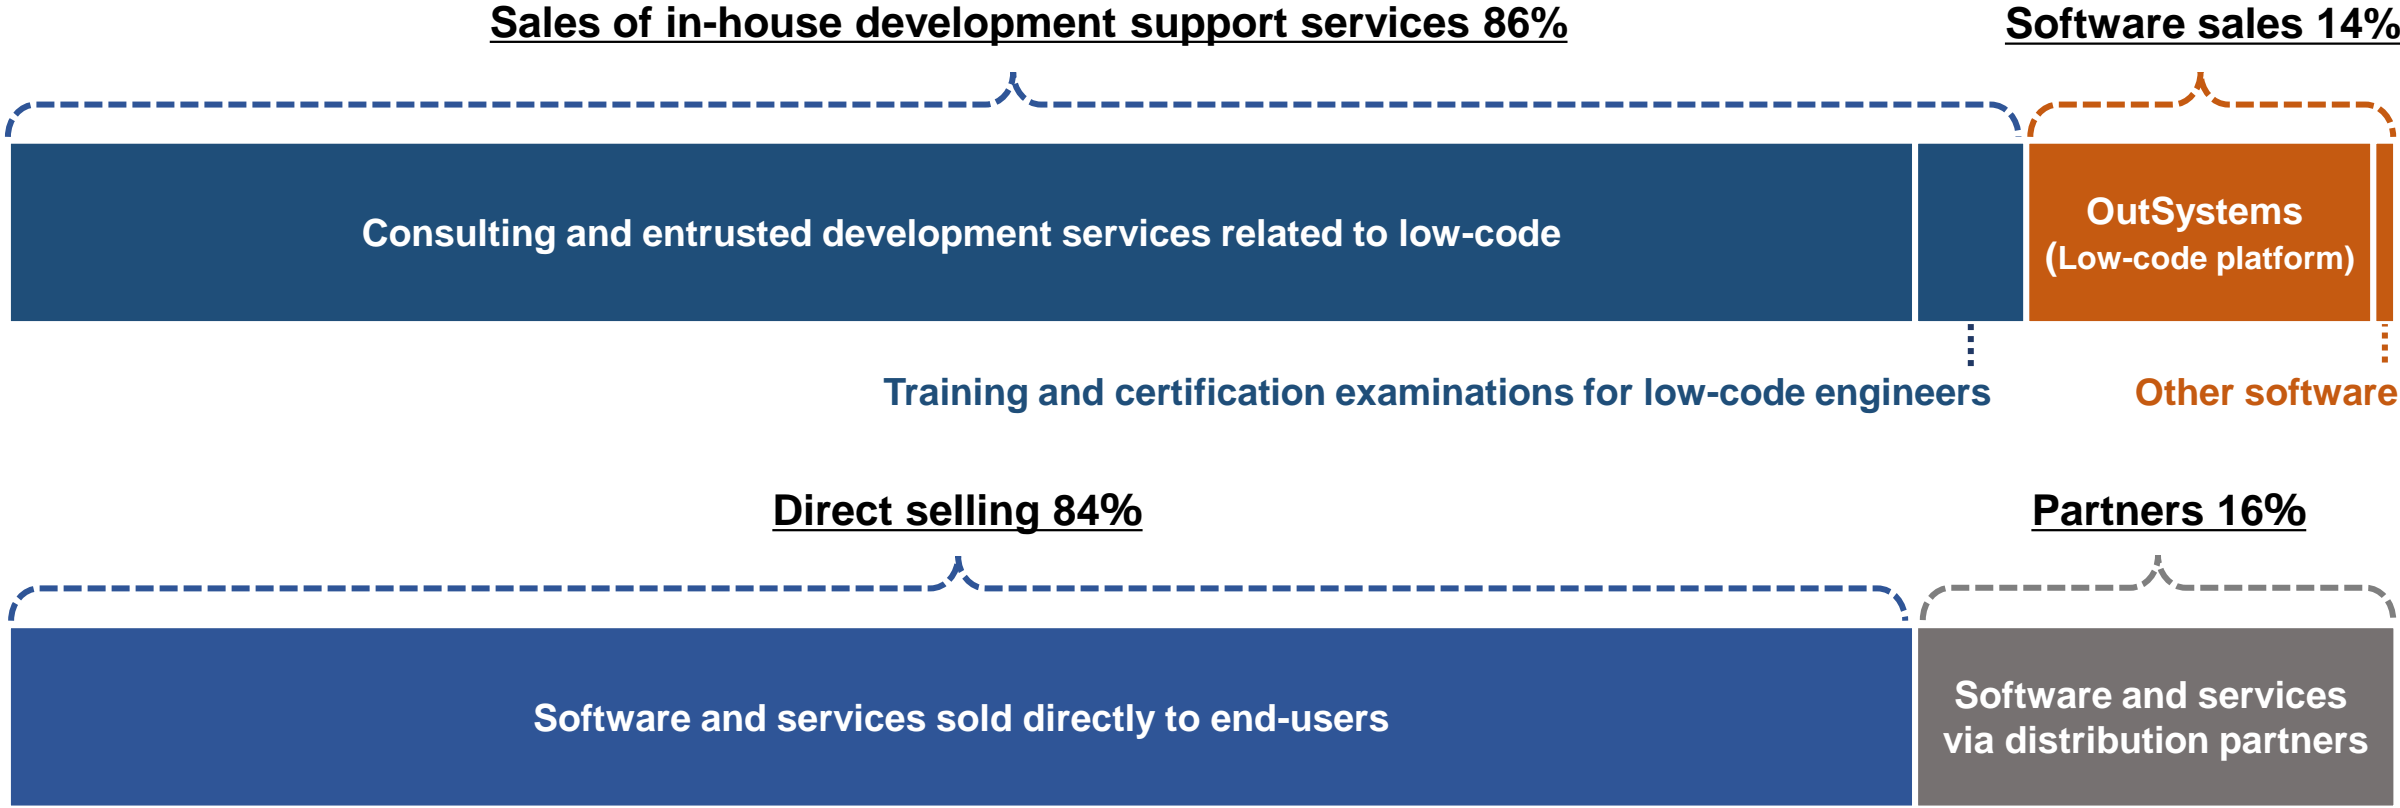 Sales of in-house development support services 86%
Software sales 14%
Consulting and entrusted development services related to low-code
OutSystems
(Low-code platform)
Training and certification examinations for low-code engineers
Other software
Direct selling 84%
Partners 16%
Software and services sold directly to end-users
Software and services
via distribution partners